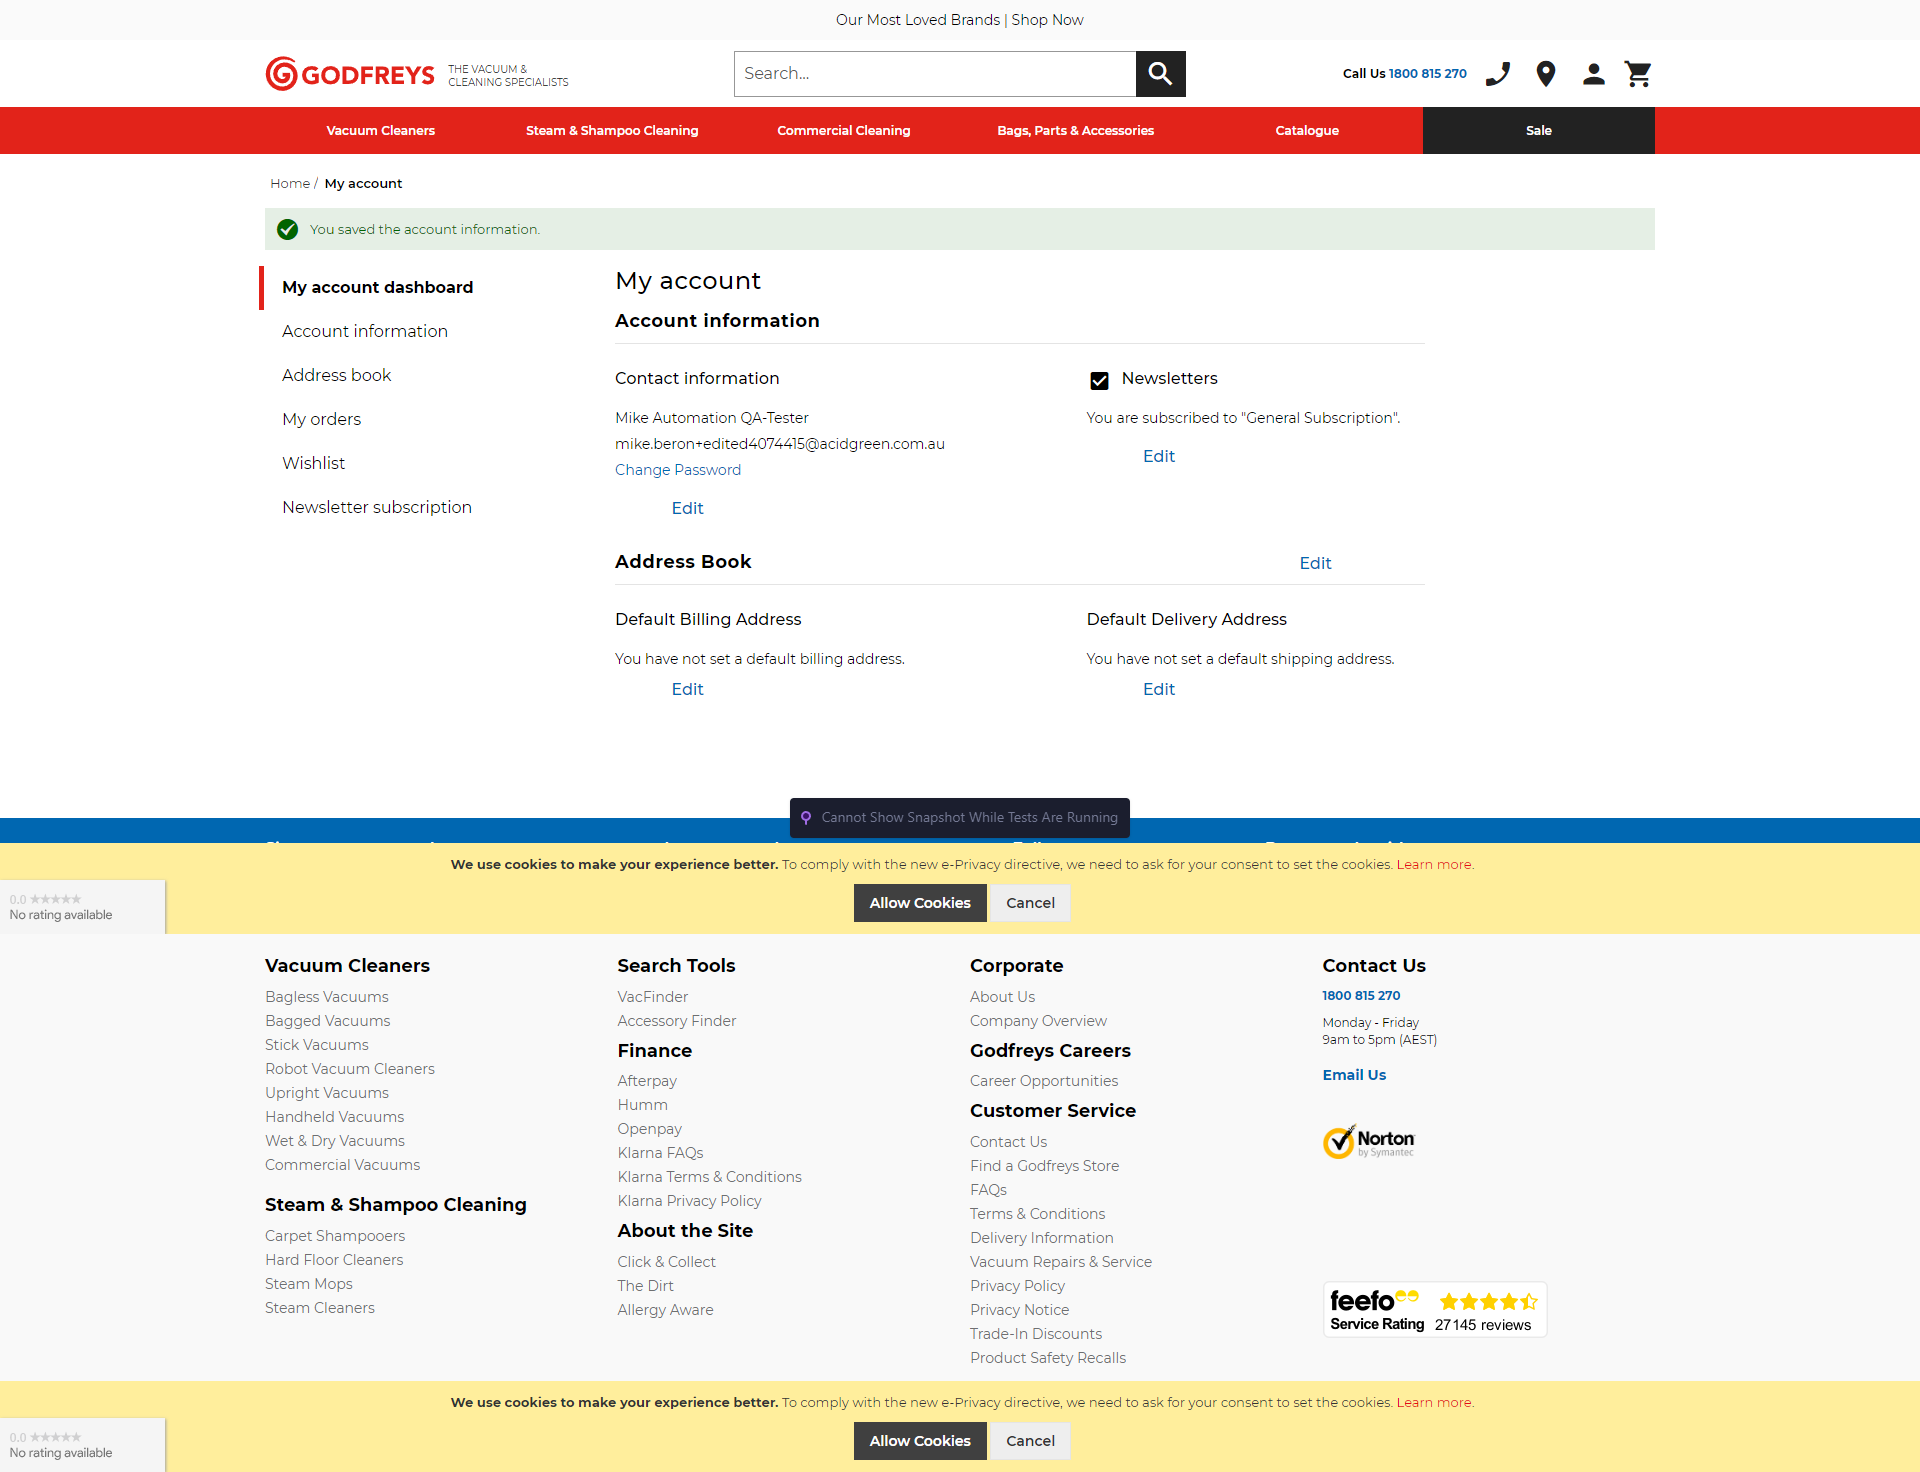 Our Most Loved Brands | Shop Now
GODFREYS
THE VACUUM &
CLEANING SPECIALISTS
Search...
Call Us 1800 815 270
Vacuum Cleaners
Steam & Shampoo Cleaning
Commercial Cleaning
Bags, Parts & Accessories
Catalogue
Sale
Home / My account
You saved the account information.
My account dashboard
Account information
Address book
My orders
Wishlist
Newsletter subscription
My account
Account information
Contact information
Mike Automation QA-Tester
mike.beron+edited4074415@acidgreen.com.au
Change Password
Edit
Newsletters
You are subscribed to "General Subscription".
Edit
Address Book
Edit
Default Billing Address
You have not set a default billing address.
Edit
Default Delivery Address
You have not set a default shipping address.
Edit
Cannot Show Snapshot While Tests Are Running
We use cookies to make your experience better. To comply with the new e-Privacy directive, we need to ask for your consent to set the cookies. Learn more.
Allow Cookies
Cancel
0.0
No rating available
Vacuum Cleaners
Bagless Vacuums
Bagged Vacuums
Stick Vacuums
Robot Vacuum Cleaners
Upright Vacuums
Handheld Vacuums
Wet & Dry Vacuums
Commercial Vacuums
Steam & Shampoo Cleaning
Carpet Shampooers
Hard Floor Cleaners
Steam Mops
Steam Cleaners
Search Tools
VacFinder
Accessory Finder
Finance
Afterpay
Humm
Openpay
Klarna FAQs
Klarna Terms & Conditions
Klarna Privacy Policy
About the Site
Click & Collect
The Dirt
Allergy Aware
Corporate
About Us
Company Overview
Godfreys Careers
Career Opportunities
Customer Service
Contact Us
Find a Godfreys Store
FAQs
Terms & Conditions
Delivery Information
Vacuum Repairs & Service
Privacy Policy
Privacy Notice
Trade-In Discounts
Product Safety Recalls
Contact Us
1800 815 270
Monday - Friday
9am to 5pm (AEST)
Email Us
Norton
by Symantec
feefo
Service Rating 27145 reviews
We use cookies to make your experience better. To comply with the new e-Privacy directive, we need to ask for your consent to set the cookies. Learn more.
Allow Cookies
Cancel
0.0
No rating available